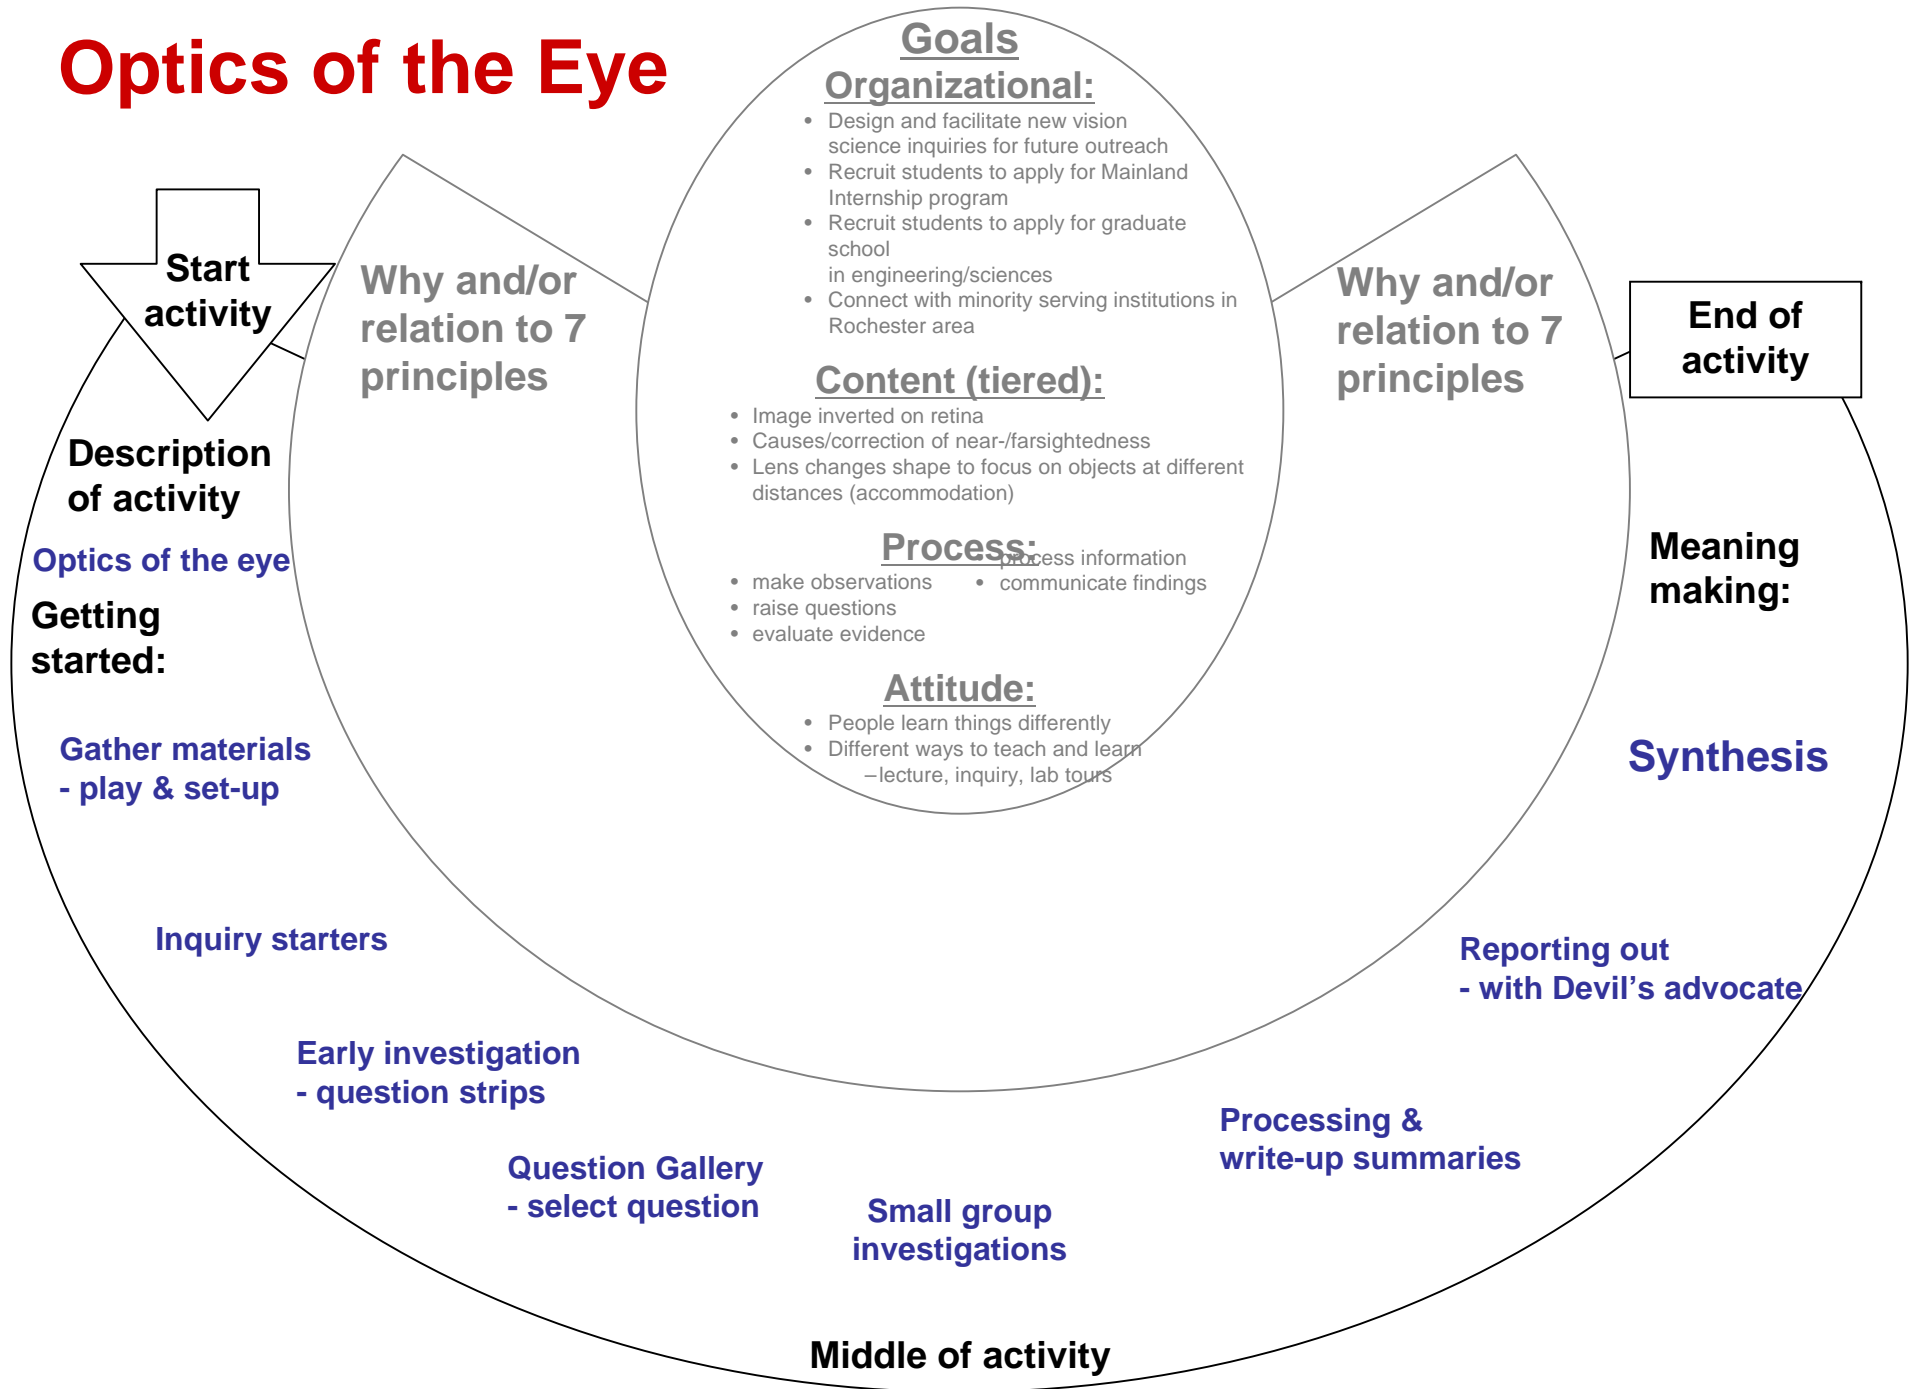 Optics of the Eye
Goals
Organizational:
• Design and facilitate new vision
science inquiries for future outreach
• Recruit students to apply for Mainland
Internship program
• Recruit students to apply for graduate
school
in engineering/sciences
• Connect with minority serving institutions in
Rochester area
Content (tiered):
• Image inverted on retina
• Causes/correction of near-/farsightedness
• Lens changes shape to focus on objects at different
distances (accommodation)
Process:
• make observations
• raise questions
• evaluate evidence
• process information
• communicate findings
Attitude:
• People learn things differently
• Different ways to teach and learn
–lecture, inquiry, lab tours
Start
activity
Why and/or
relation to 7
principles
Why and/or
relation to 7
principles
End of
activity
Description
of activity
Optics of the eye
Getting
started:
Gather materials
- play & set-up
Inquiry starters
Early investigation
- question strips
Question Gallery
- select question
Small group
investigations
Middle of activity
Processing &
write-up summaries
Reporting out
- with Devil’s advocate
Meaning
making:
Synthesis